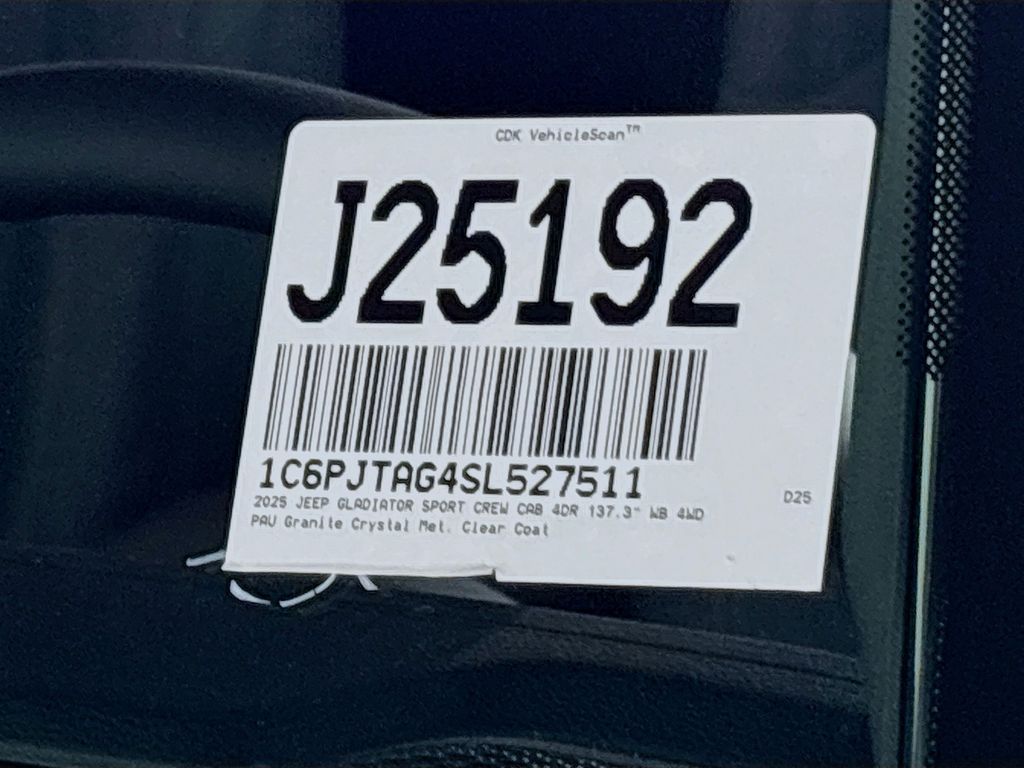 CDK VehicleScan™
J25192
1C6PJTAG4SL527511
2025 JEEP GLADIATOR SPORT CREW CAB 4DR 137.3" WB 4WD
D25
PAU Granite Crystal Met. Clear Coat